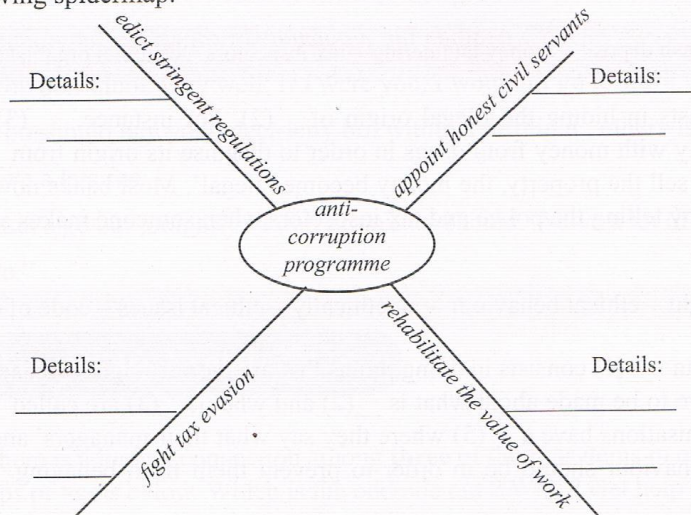 edict stringent regulations
appoint honest civil servants
Details:
Details:
anti-
corruption
programme
Details:
Details:
fight tax evasion
rehabilitate the value of work